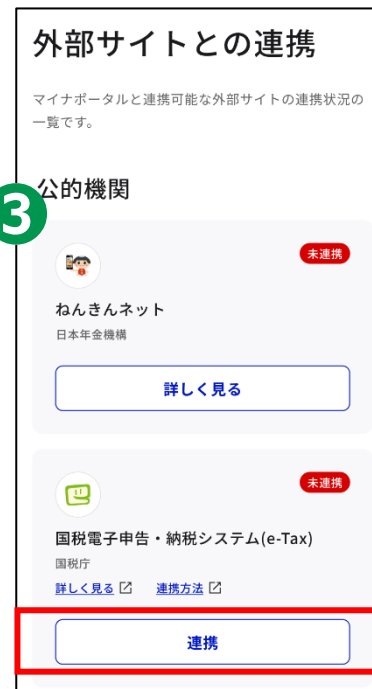 外部サイトとの連携
マイナポータルと連携可能な外部サイトの連携状況の
一覧です。
3
公的機関
未連携
ねんきんネット
日本年金機構
詳しく見る
未連携
国税電子申告・納税システム(e-Tax)
国税庁
詳しく見る 連携方法
連携